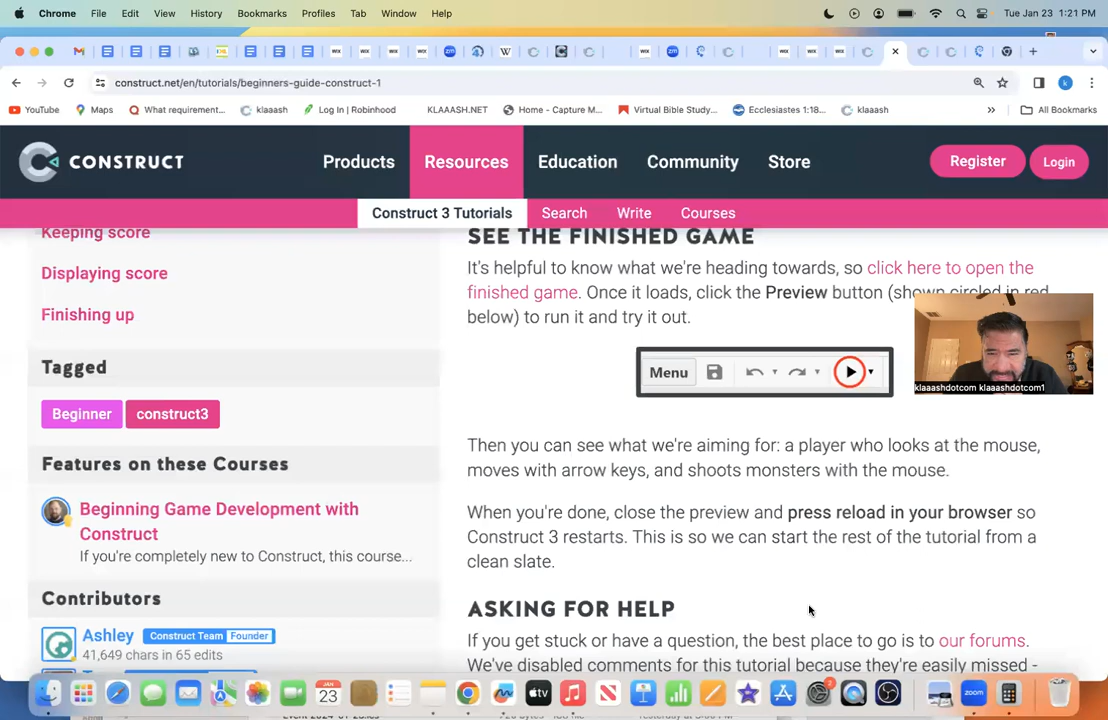 Chrome File Edit View History Bookmarks Profiles Tab Window Help Tue Jan 23 1:21 PM
construct.net/en/tutorials/beginners-guide-construct-1
YouTube Maps What requirement... klaaash Log In | Robinhood KLAAASH.NET Home - Capture M... Virtual Bible Study... Ecclesiastes 1:18... klaaash » All Bookmarks
CONSTRUCT Products Resources Education Community Store Register Login
Construct 3 Tutorials Search Write Courses
Keeping score
Displaying score
Finishing up
Tagged
Beginner construct3
Features on these Courses
Beginning Game Development with
Construct
If you're completely new to Construct, this course...
Contributors
Ashley Construct Team Founder
41,649 chars in 65 edits
SEE THE FINISHED GAME
It's helpful to know what we're heading towards, so click here to open the
finished game. Once it loads, click the Preview button (shown circled in red
below) to run it and try it out.
Menu
klaaashdotcom klaaashdotcom1
Then you can see what we're aiming for: a player who looks at the mouse,
moves with arrow keys, and shoots monsters with the mouse.
When you're done, close the preview and press reload in your browser so
Construct 3 restarts. This is so we can start the rest of the tutorial from a
clean slate.
ASKING FOR HELP
If you get stuck or have a question, the best place to go is to our forums.
We've disabled comments for this tutorial because they're easily missed -
JAN
23
zoom